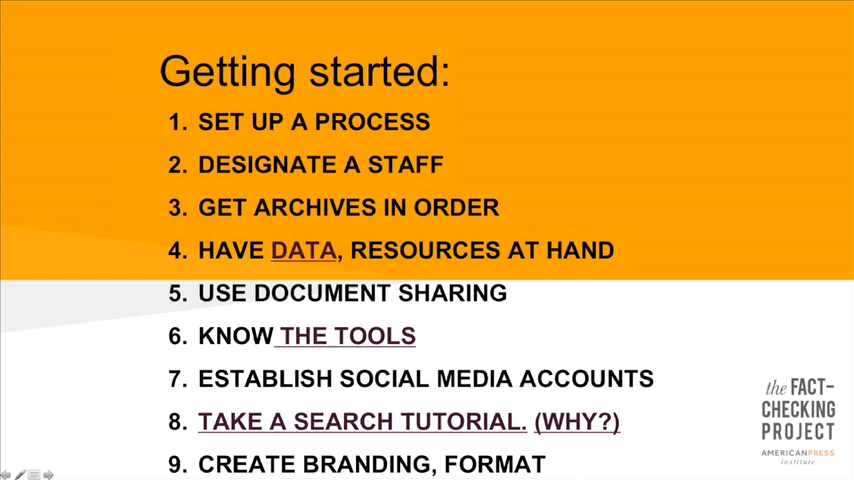 Getting started:
1. SET UP A PROCESS
2. DESIGNATE A STAFF
3. GET ARCHIVES IN ORDER
4. HAVE DATA, RESOURCES AT HAND
5. USE DOCUMENT SHARING
6. KNOW THE TOOLS
7. ESTABLISH SOCIAL MEDIA ACCOUNTS
8. TAKE A SEARCH TUTORIAL. (WHY?)
9. CREATE BRANDING, FORMAT
the FACT-
CHECKING
PROJECT
AMERICANPRESS
institute